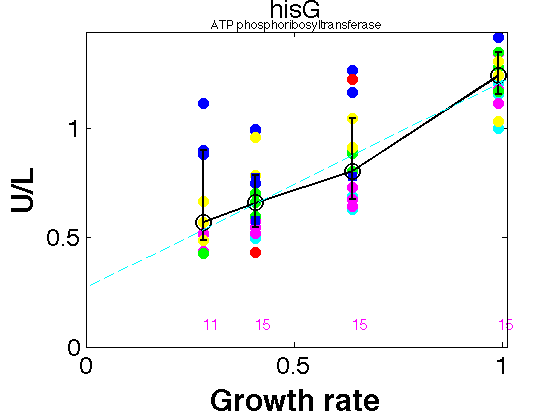 hisG
ATP phosphoribosyltransferase
U/L
1
0.5
0
11 15 15 15
0 0.5 1
Growth rate